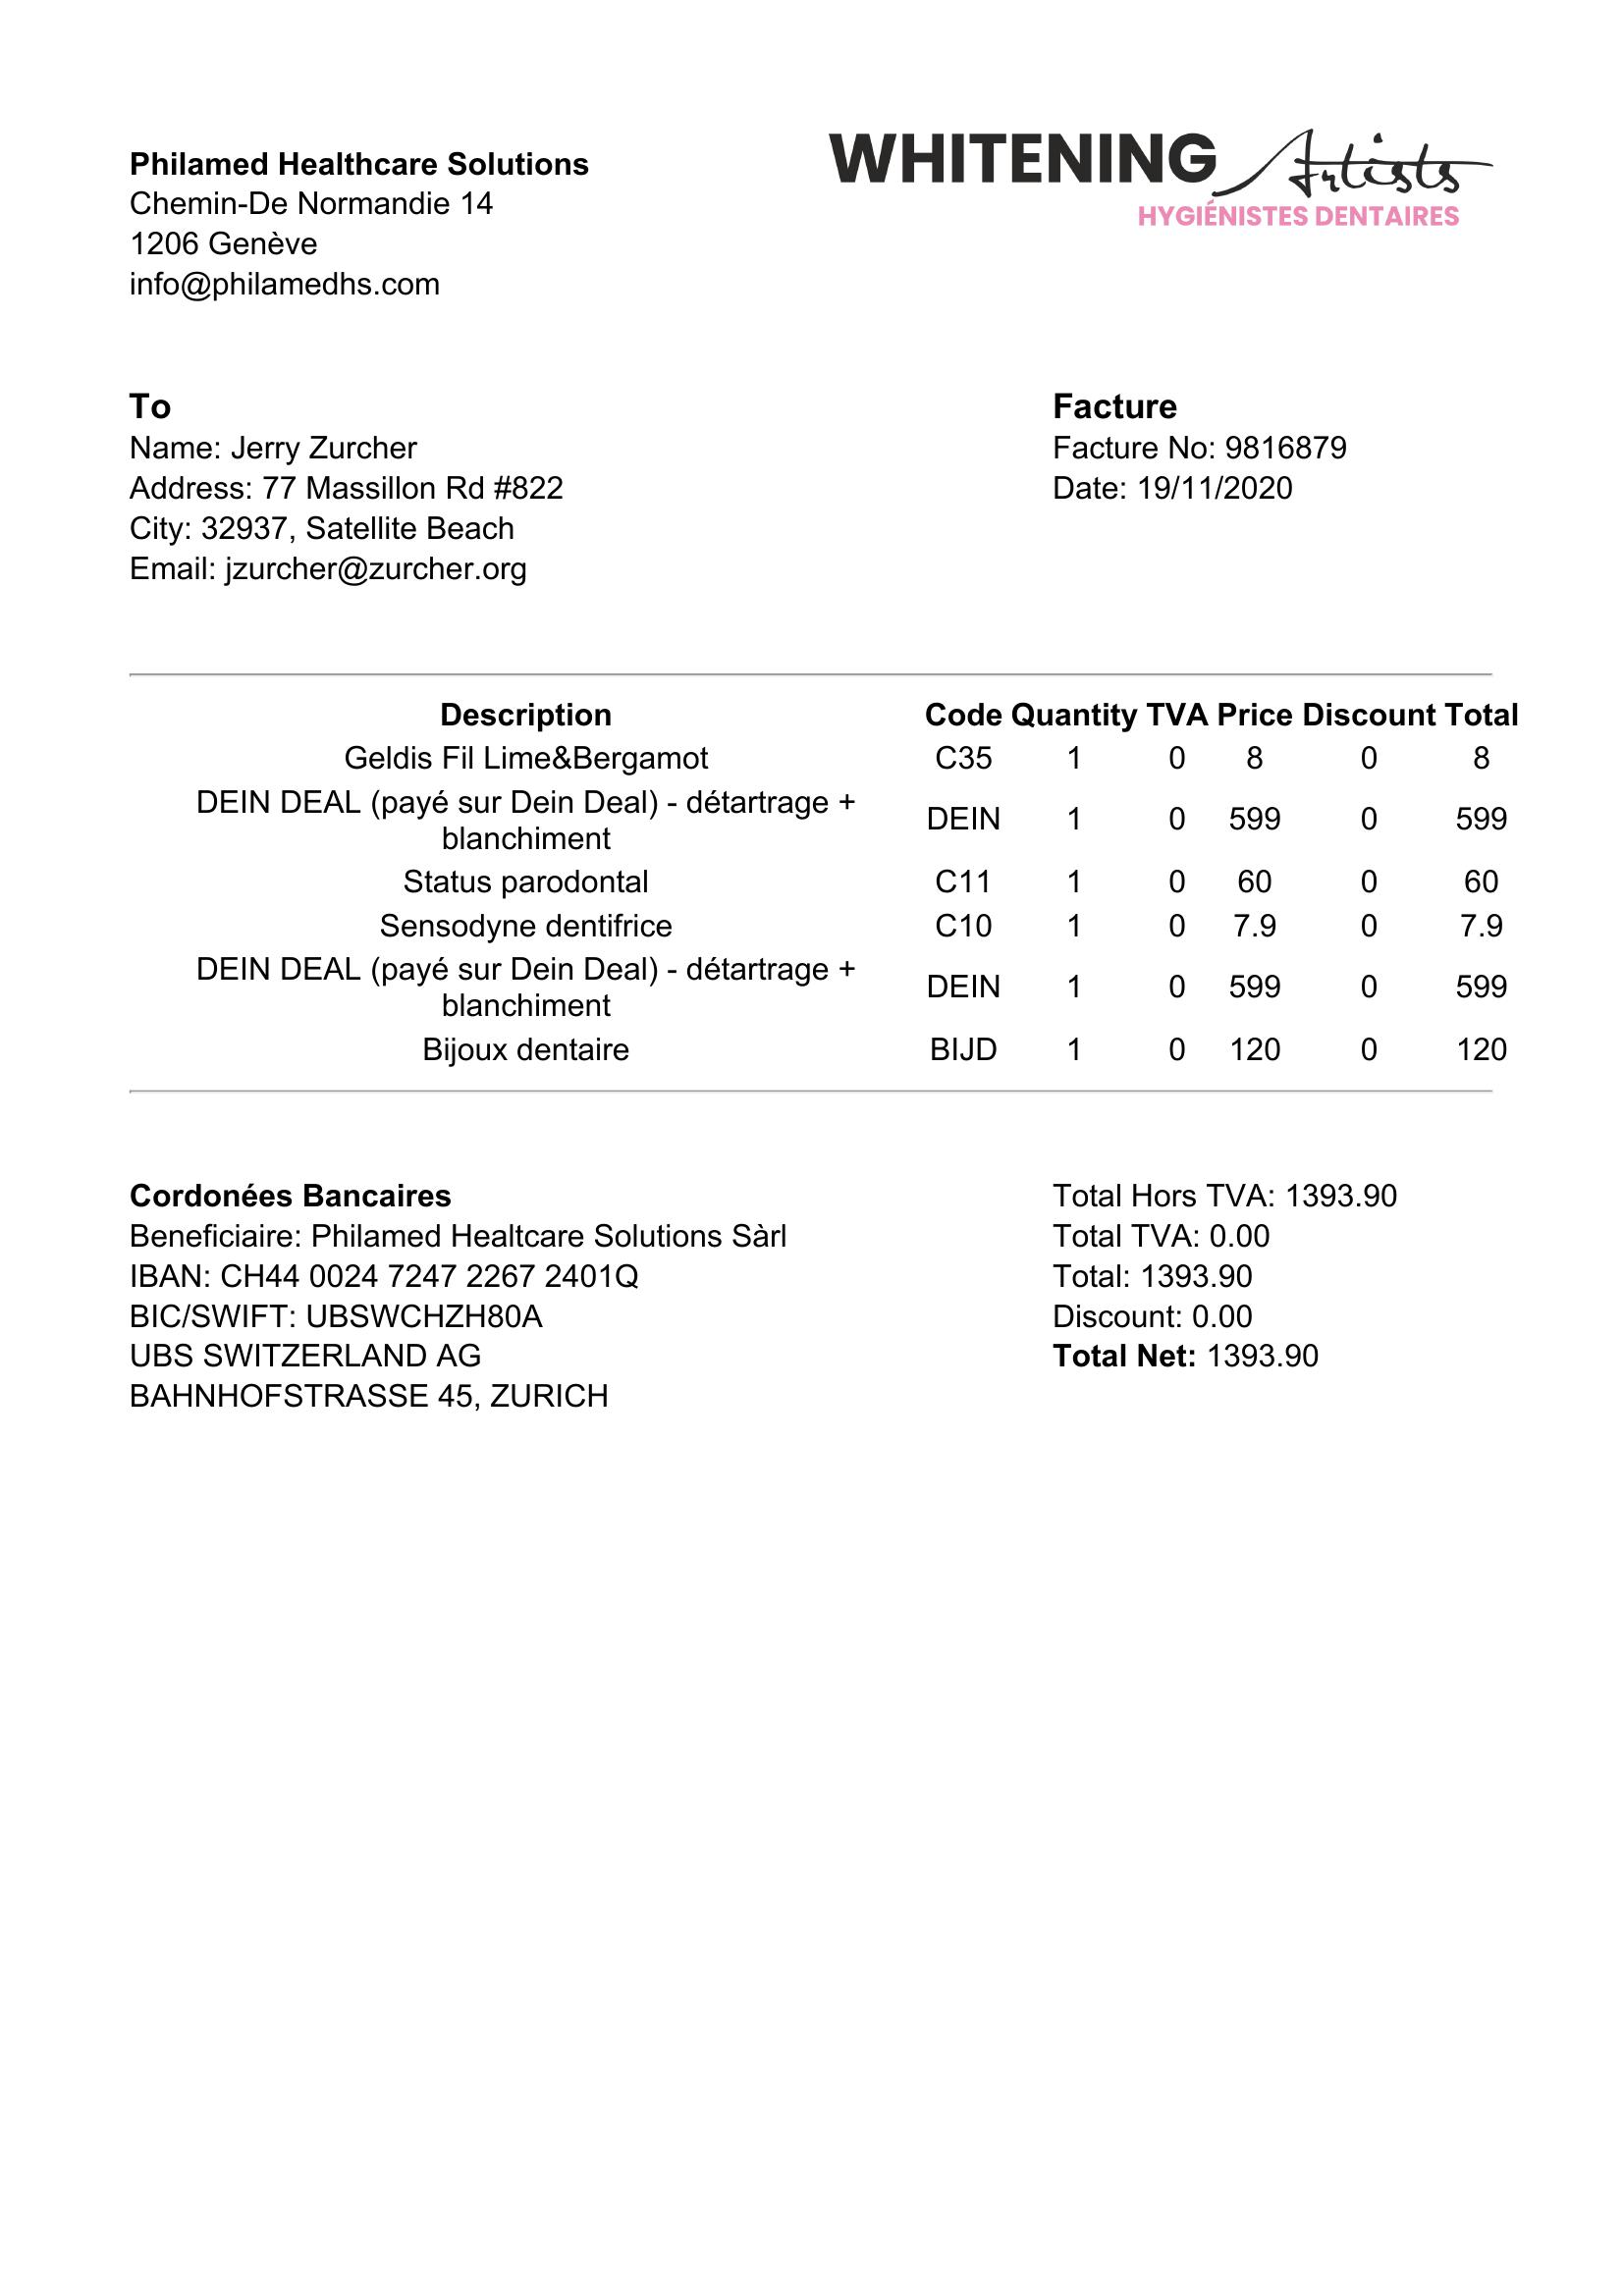 Philamed Healthcare Solutions
Chemin-De Normandie 14
1206 Genève
info@philamedhs.com
WHITENING Artists
HYGIÉNISTES DENTAIRES
To
Name: Jerry Zurcher
Address: 77 Massillon Rd #822
City: 32937, Satellite Beach
Email: jzurcher@zurcher.org
Facture
Facture No: 9816879
Date: 19/11/2020
Description Code Quantity TVA Price Discount Total
Geldis Fil Lime&Bergamot C35 1 0 8 0 8
DEIN DEAL (payé sur Dein Deal) - détartrage +
blanchiment DEIN 1 0 599 0 599
Status parodontal C11 1 0 60 0 60
Sensodyne dentifrice C10 1 0 7.9 0 7.9
DEIN DEAL (payé sur Dein Deal) - détartrage +
blanchiment DEIN 1 0 599 0 599
Bijoux dentaire BIJD 1 0 120 0 120
Cordonées Bancaires
Beneficiaire: Philamed Healtcare Solutions Sàrl
IBAN: CH44 0024 7247 2267 2401Q
BIC/SWIFT: UBSWCHZH80A
UBS SWITZERLAND AG
BAHNHOFSTRASSE 45, ZURICH
Total Hors TVA: 1393.90
Total TVA: 0.00
Total: 1393.90
Discount: 0.00
Total Net: 1393.90